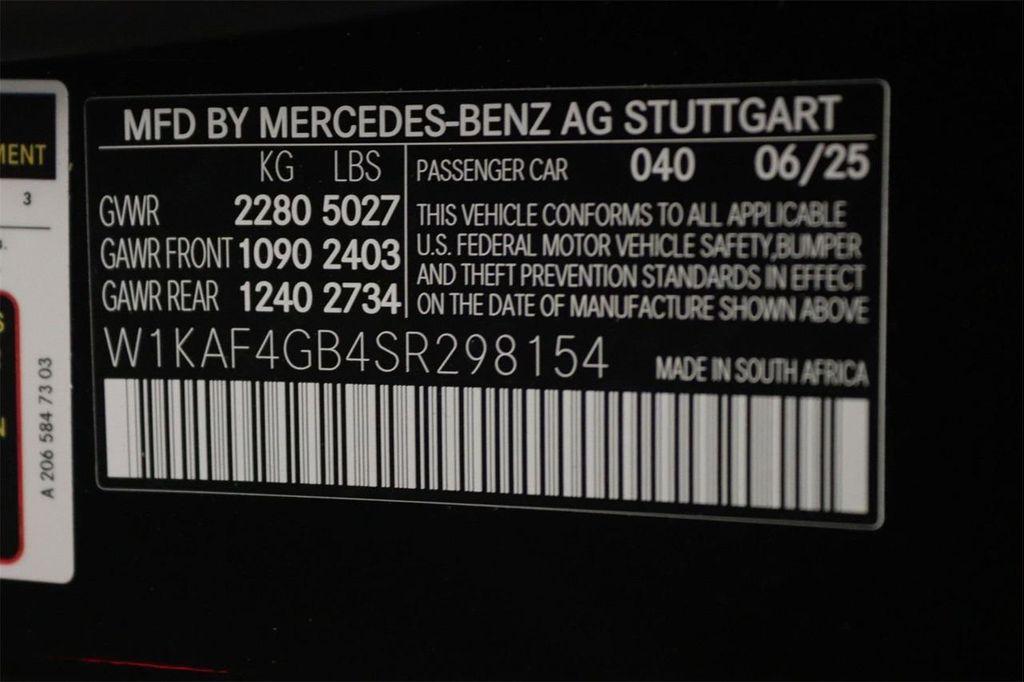 MENT
3
A 206 584 73 03
MFD BY MERCEDES-BENZ AG STUTTGART
KG LBS
GVWR 2280 5027
GAWR FRONT 1090 2403
GAWR REAR 1240 2734
PASSENGER CAR 040 06/25
THIS VEHICLE CONFORMS TO ALL APPLICABLE
U.S. FEDERAL MOTOR VEHICLE SAFETY,BUMPER
AND THEFT PREVENTION STANDARDS IN EFFECT
ON THE DATE OF MANUFACTURE SHOWN ABOVE
W1KAF4GB4SR298154
MADE IN SOUTH AFRICA